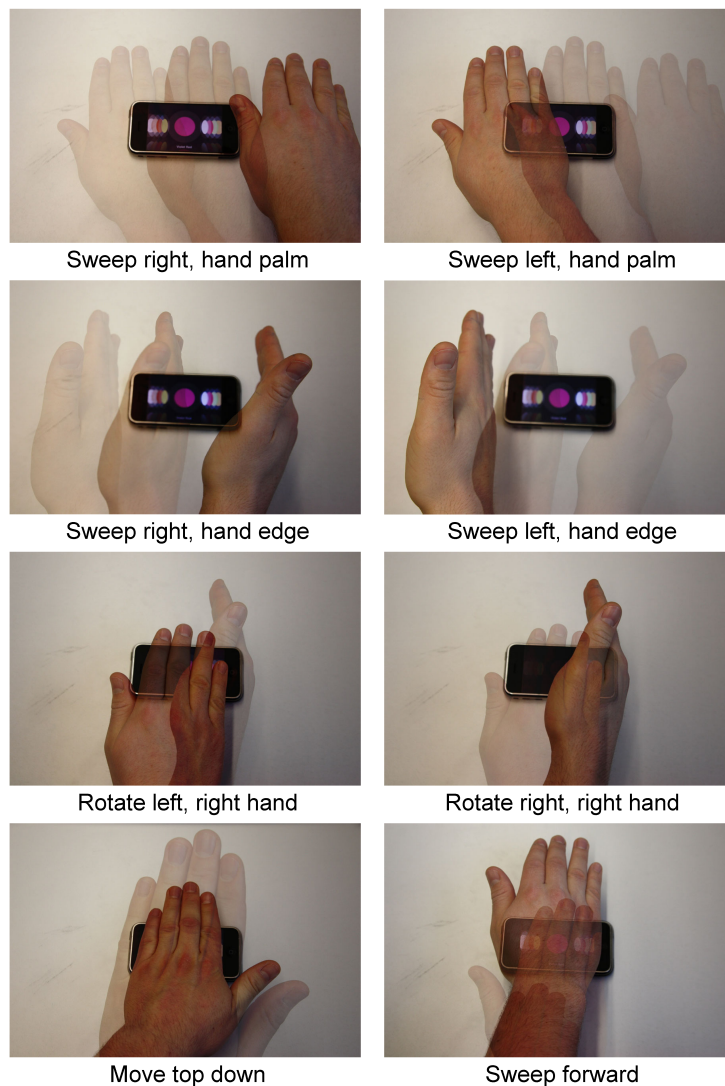 Sweep right, hand palm
Sweep left, hand palm
Sweep right, hand edge
Sweep left, hand edge
Rotate left, right hand
Rotate right, right hand
Move top down
Sweep forward